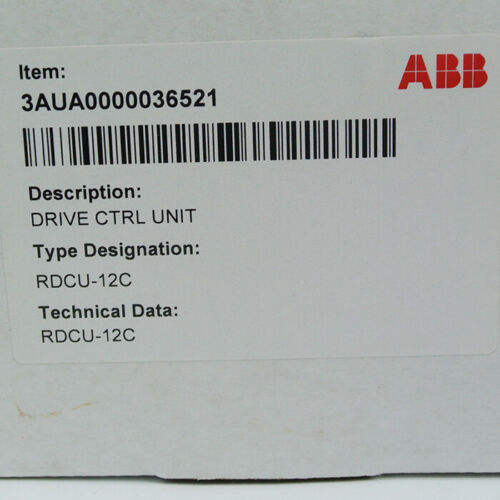 Item:
ABB
3AUA0000036521
Description:
DRIVE CTRL UNIT
Type Designation:
RDCU-12C
Technical Data:
RDCU-12C